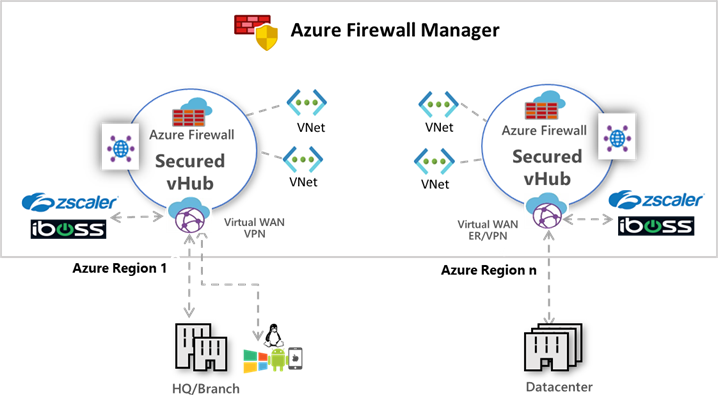 Azure Firewall Manager
Azure Firewall
Secured
vHub
VNet
VNet
zscaler
iboss
Virtual WAN
VPN
Azure Region 1
HQ/Branch
VNet
VNet
Azure Firewall
Secured
vHub
zscaler
iboss
Virtual WAN
ER/VPN
Azure Region n
Datacenter